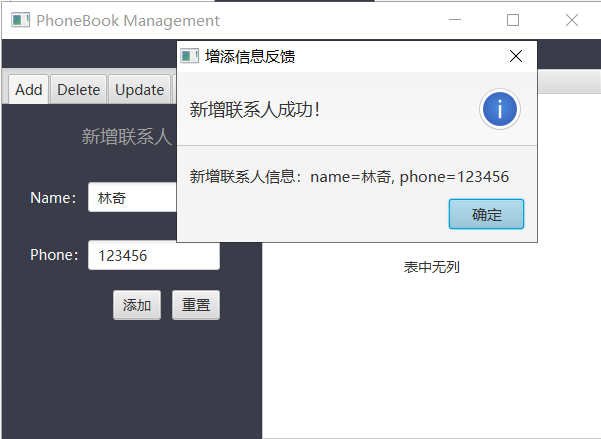 PhoneBook Management
增添信息反馈
Add
Delete
Update
新增联系人成功！
新增联系人
新增联系人信息：name=林奇, phone=123456
Name:
林奇
确定
Phone:
123456
表中无列
添加
重置